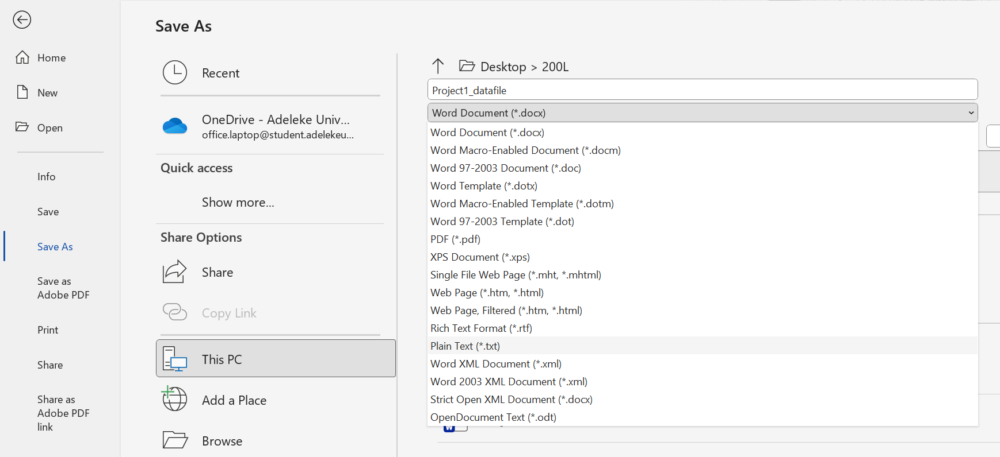 Home
New
Open
Info
Save
Save As
Save as
Adobe PDF
Print
Share
Share as
Adobe PDF
link
Save As
Recent
OneDrive - Adeleke Univ...
office.laptop@student.adelekeu...
Quick access
Show more...
Share Options
Share
Copy Link
This PC
Add a Place
Browse
Desktop > 200L
Project1_datafile
Word Document (*.docx)
Word Document (*.docx)
Word Macro-Enabled Document (*.docm)
Word 97-2003 Document (*.doc)
Word Template (*.dotx)
Word Macro-Enabled Template (*.dotm)
Word 97-2003 Template (*.dot)
PDF (*.pdf)
XPS Document (*.xps)
Single File Web Page (*.mht, *.mhtml)
Web Page (*.htm, *.html)
Web Page, Filtered (*.htm, *.html)
Rich Text Format (*.rtf)
Plain Text (*.txt)
Word XML Document (*.xml)
Word 2003 XML Document (*.xml)
Strict Open XML Document (*.docx)
OpenDocument Text (*.odt)